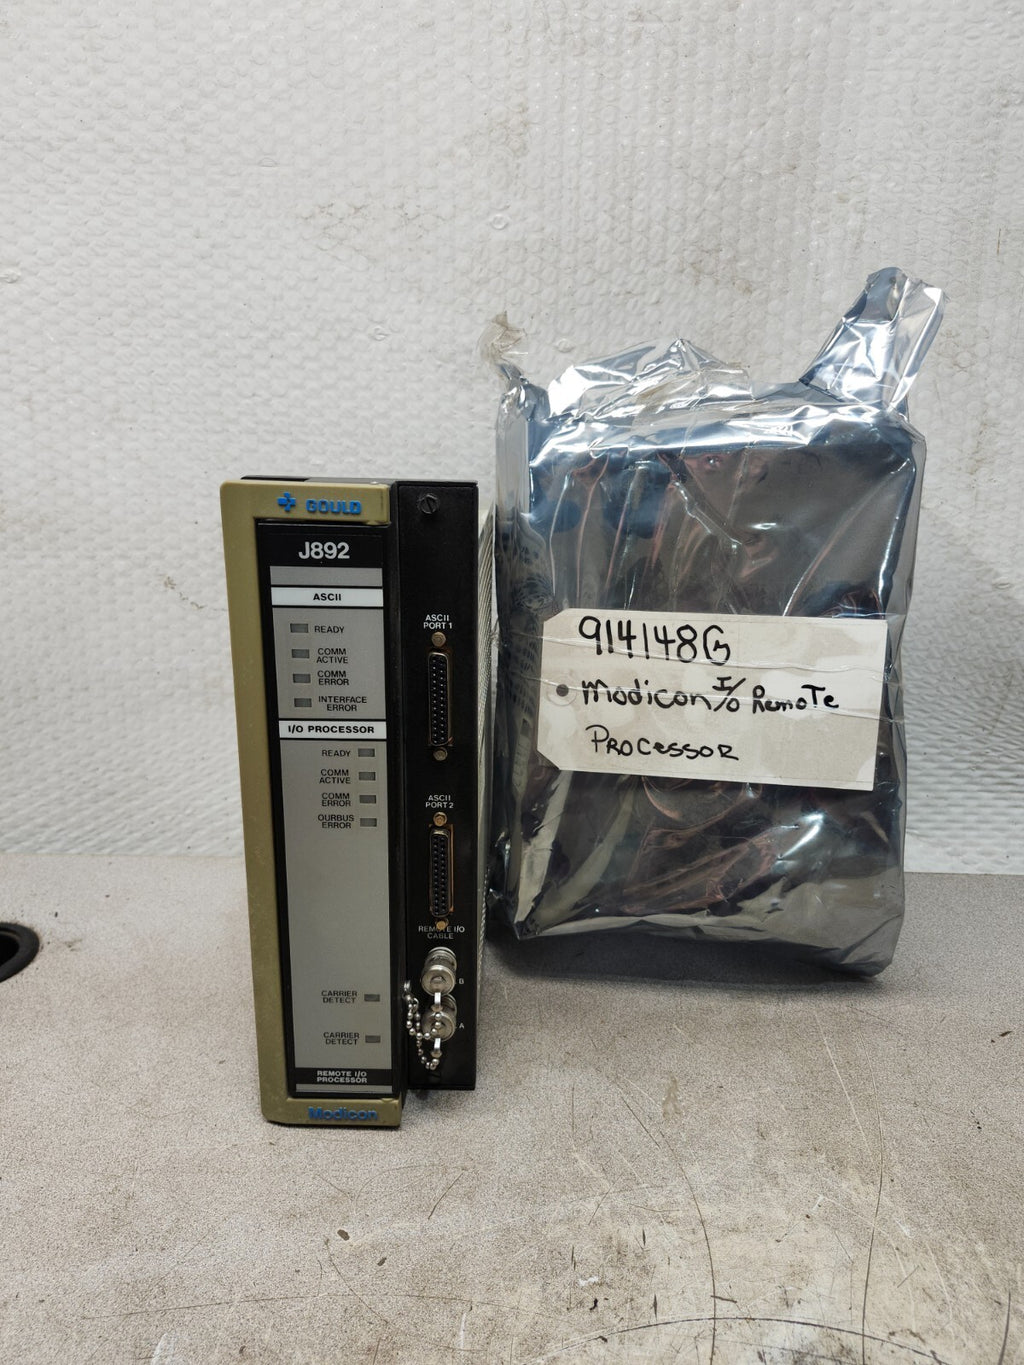 GOULD
J892
ASCII
READY
COMM
ACTIVE
COMM
ERROR
INTERFACE
ERROR
I/O PROCESSOR
READY
COMM
ACTIVE
COMM
ERROR
OURBUS
ERROR
CARRIER
DETECT
CARRIER
DETECT
REMOTE I/O
PROCESSOR
Modicon
ASCII
PORT 1
ASCII
PORT 2
REMOTE I/O
CABLE
B
A
914148G
Modicon I/O Remote
Processor